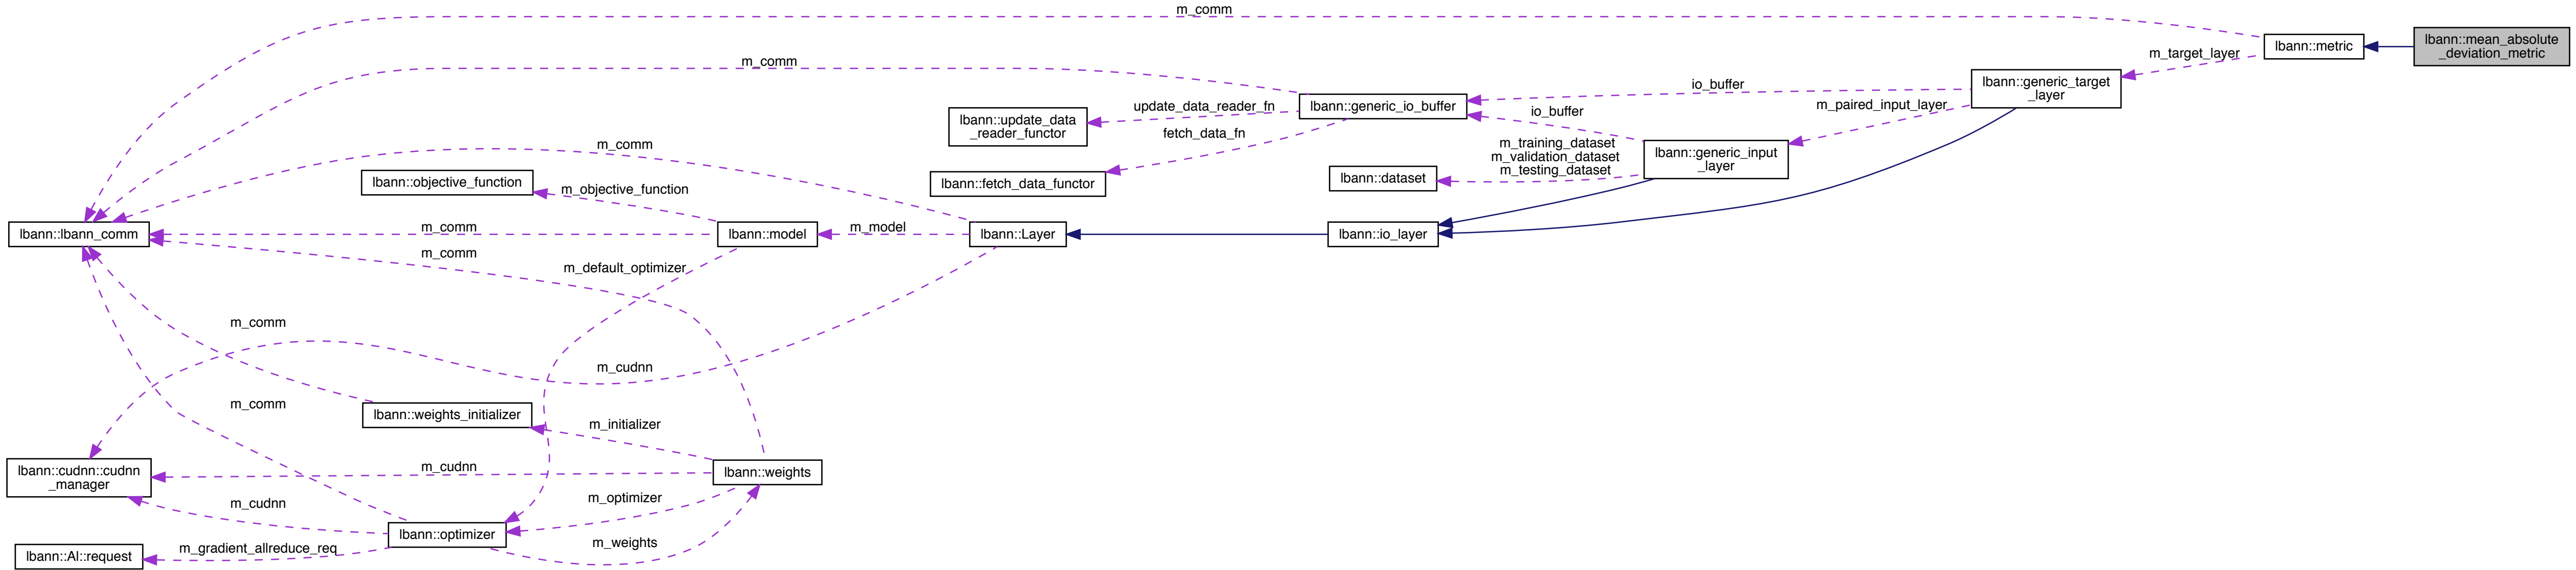 m_comm
lbann::mean_absolute
_deviation_metric
lbann::metric
m_target_layer
m_comm
lbann::generic_target
_layer
io_buffer
m_paired_input_layer
lbann::generic_io_buffer
update_data_reader_fn
lbann::update_data
_reader_functor
io_buffer
fetch_data_fn
m_comm
m_training_dataset
m_validation_dataset
m_testing_dataset
lbann::generic_input
_layer
lbann::objective_function
m_objective_function
lbann::fetch_data_functor
lbann::dataset
lbann::lbann_comm
m_comm
lbann::model
m_model
lbann::Layer
lbann::io_layer
m_comm
m_default_optimizer
m_comm
m_cudnn
m_comm
lbann::weights_initializer
m_initializer
lbann::cudnn::cudnn
_manager
m_cudnn
lbann::weights
m_cudnn
m_optimizer
lbann::optimizer
m_weights
lbann::Al::request
m_gradient_allreduce_req